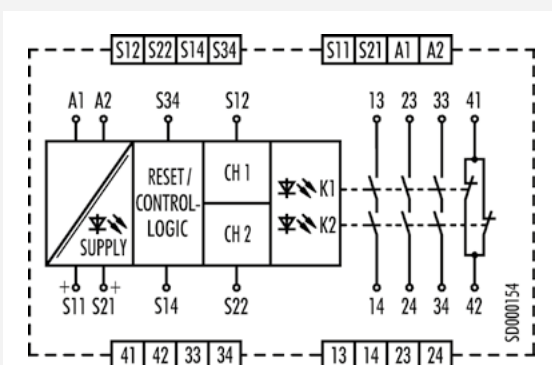 S12 S22 S14 S34 S11 S21 A1 A2
A1 A2 S34 S12 13 23 33 41
RESET /
CONTROL-
LOGIC
CH 1
K1
SUPPLY
CH 2
K2
+ S11 S21 + S14 S22 14 24 34 42
SD000154
41 42 33 34 13 14 23 24